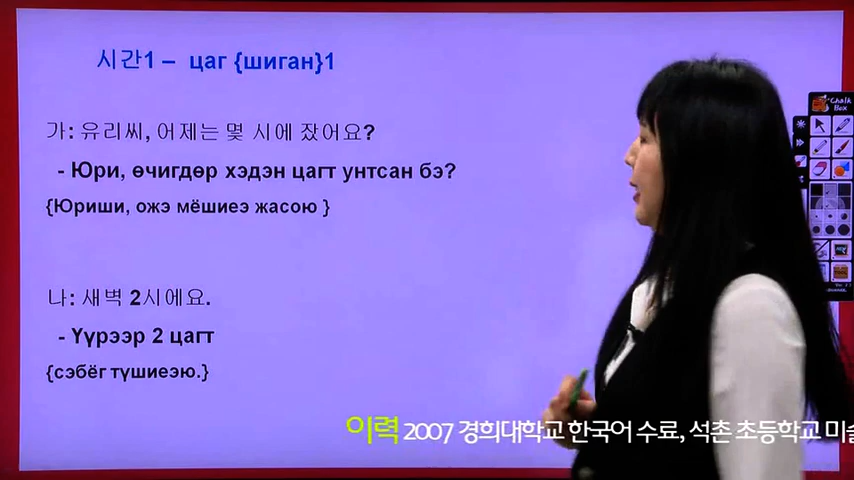 시간1 – цаг {шиган}1
가: 유리씨, 어제는 몇 시에 잤어요?
- Юри, өчигдөр хэдэн цагт унтсан бэ?
{Юриши, ожэ мёшиеэ жасою }
나: 새벽 2시에요.
- Үүрээр 2 цагт
{сэбёг түшиеэю.}
Chalk
Box
이력 2007 경희대학교 한국어 수료, 석촌 초등학교 미술